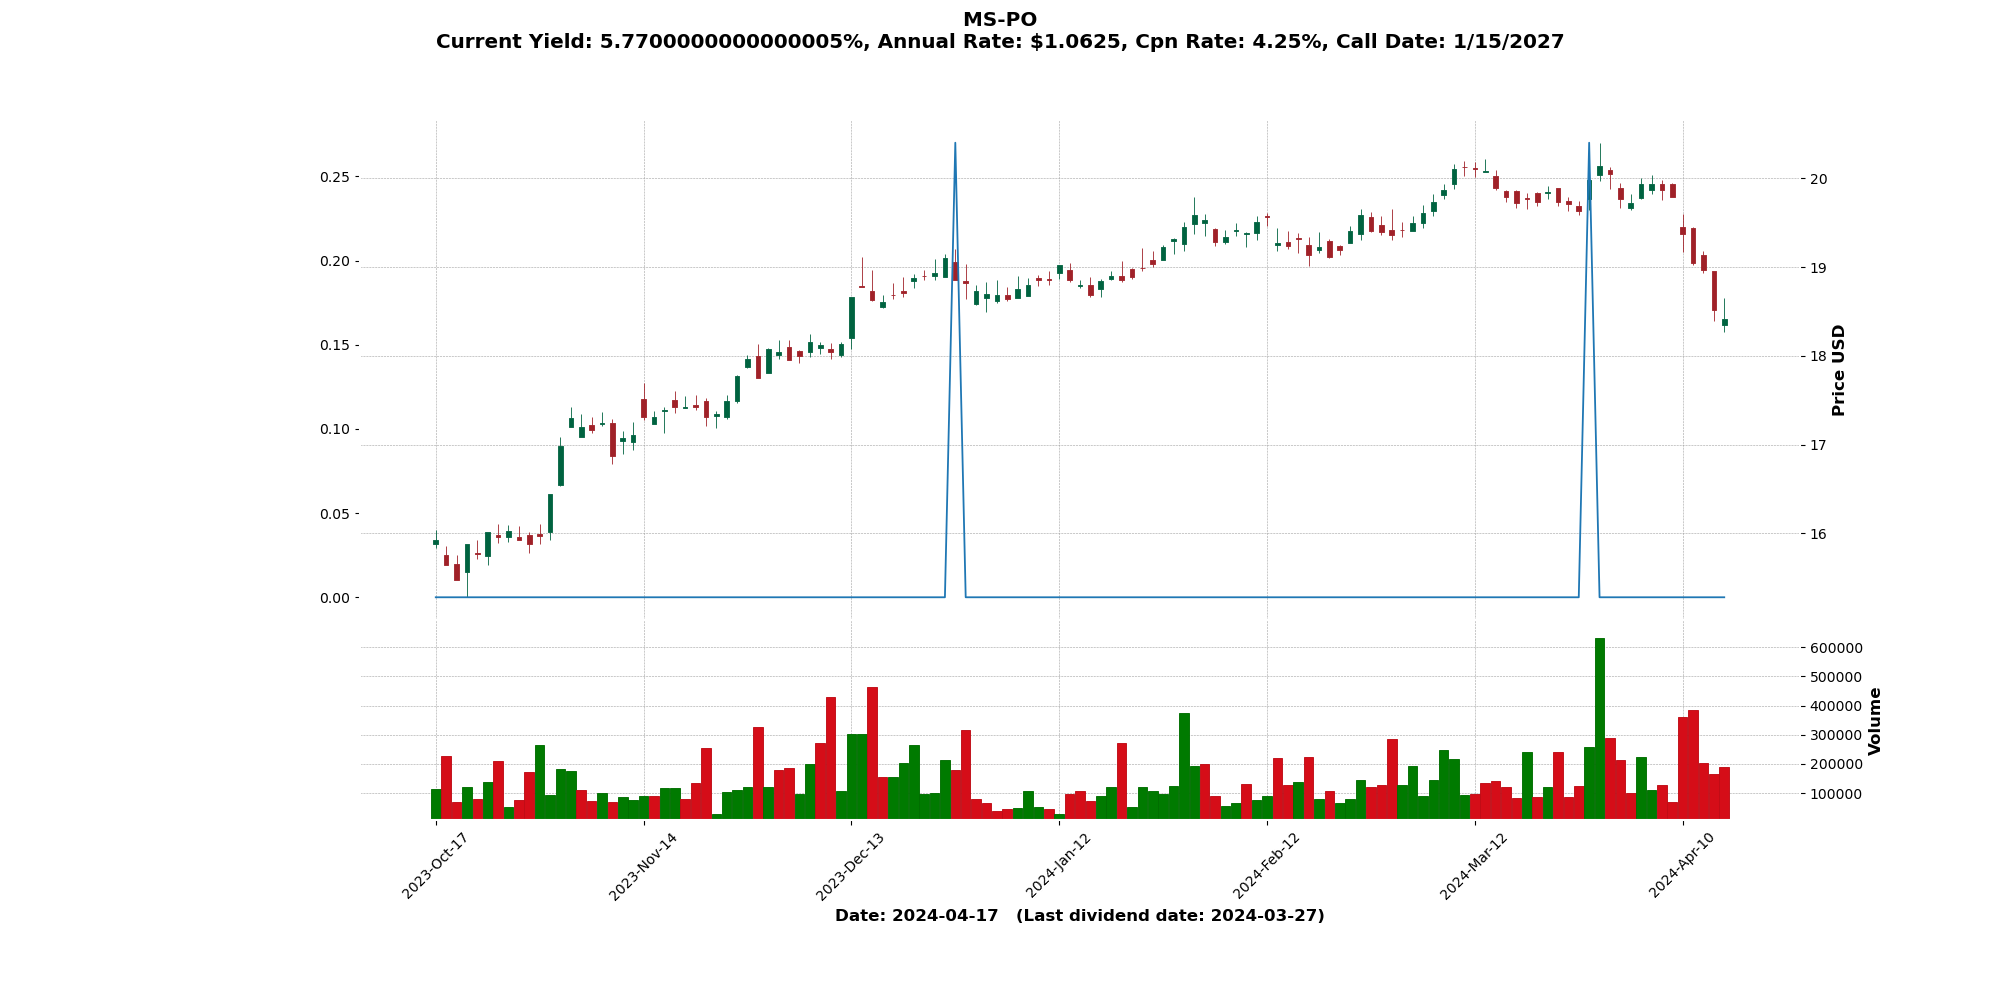 MS-PO
Current Yield: 5.7700000000000005%, Annual Rate: $1.0625, Cpn Rate: 4.25%, Call Date: 1/15/2027
0.25
0.20
0.15
0.10
0.05
0.00
20
19
18
17
16
Price USD
600000
500000
400000
300000
200000
100000
Volume
2023-Oct-17
2023-Nov-14
2023-Dec-13
2024-Jan-12
2024-Feb-12
2024-Mar-12
2024-Apr-10
Date: 2024-04-17   (Last dividend date: 2024-03-27)